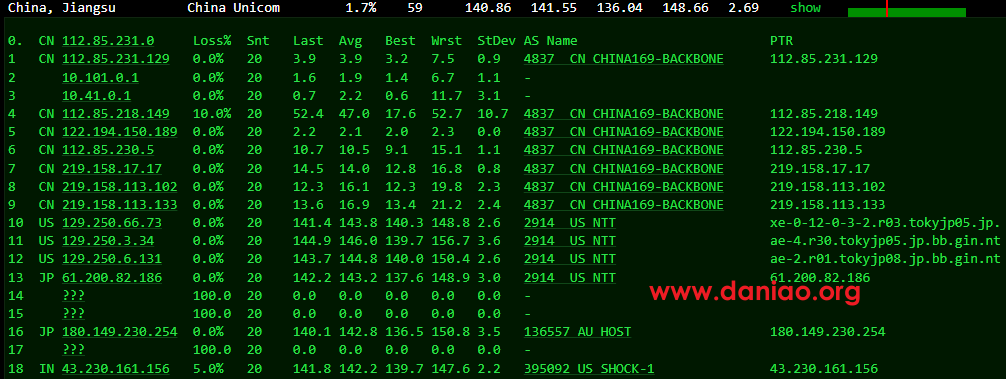 China, Jiangsu China Unicom 1.7% 59 140.86 141.55 136.04 148.66 2.69 show
0. CN 112.85.231.0 Loss% Snt Last Avg Best Wrst StDev AS Name PTR
1 CN 112.85.231.129 0.0% 20 3.9 3.9 3.2 7.5 0.9 4837 CN CHINA169-BACKBONE 112.85.231.129
2 10.101.0.1 0.0% 20 1.6 1.9 1.4 6.7 1.1 -
3 10.41.0.1 0.0% 20 0.7 2.2 0.6 11.7 3.1 -
4 CN 112.85.218.149 10.0% 20 52.4 47.0 17.6 52.7 10.7 4837 CN CHINA169-BACKBONE 112.85.218.149
5 CN 122.194.150.189 0.0% 20 2.2 2.1 2.0 2.3 0.0 4837 CN CHINA169-BACKBONE 122.194.150.189
6 CN 112.85.230.5 0.0% 20 10.7 10.5 9.1 15.1 1.1 4837 CN CHINA169-BACKBONE 112.85.230.5
7 CN 219.158.17.17 0.0% 20 14.5 14.0 12.8 16.8 0.8 4837 CN CHINA169-BACKBONE 219.158.17.17
8 CN 219.158.113.102 0.0% 20 12.3 16.1 12.3 19.8 2.3 4837 CN CHINA169-BACKBONE 219.158.113.102
9 CN 219.158.113.133 0.0% 20 13.6 16.9 13.4 21.2 2.4 4837 CN CHINA169-BACKBONE 219.158.113.133
10 US 129.250.66.73 0.0% 20 141.4 143.8 140.3 148.8 2.6 2914 US NTT xe-0-12-0-3-2.r03.tokyjp05.jp.
11 US 129.250.3.34 0.0% 20 144.9 146.0 139.7 156.7 3.6 2914 US NTT ae-4.r30.tokyjp05.jp.bb.gin.nt
12 US 129.250.6.131 0.0% 20 143.7 144.8 140.0 150.4 2.6 2914 US NTT ae-2.r01.tokyjp08.jp.bb.gin.nt
13 JP 61.200.82.186 0.0% 20 142.2 143.2 137.6 148.9 3.0 2914 US NTT 61.200.82.186
14 ??? 100.0 20 0.0 0.0 0.0 0.0 0.0 -
www.daniao.org
15 ??? 100.0 20 0.0 0.0 0.0 0.0 0.0 -
16 JP 180.149.230.254 0.0% 20 140.1 142.8 136.5 150.8 3.5 136557 AU HOST 180.149.230.254
17 ??? 100.0 20 0.0 0.0 0.0 0.0 0.0 -
18 IN 43.230.161.156 5.0% 20 141.8 142.2 139.7 147.6 2.2 395092 US SHOCK-1 43.230.161.156